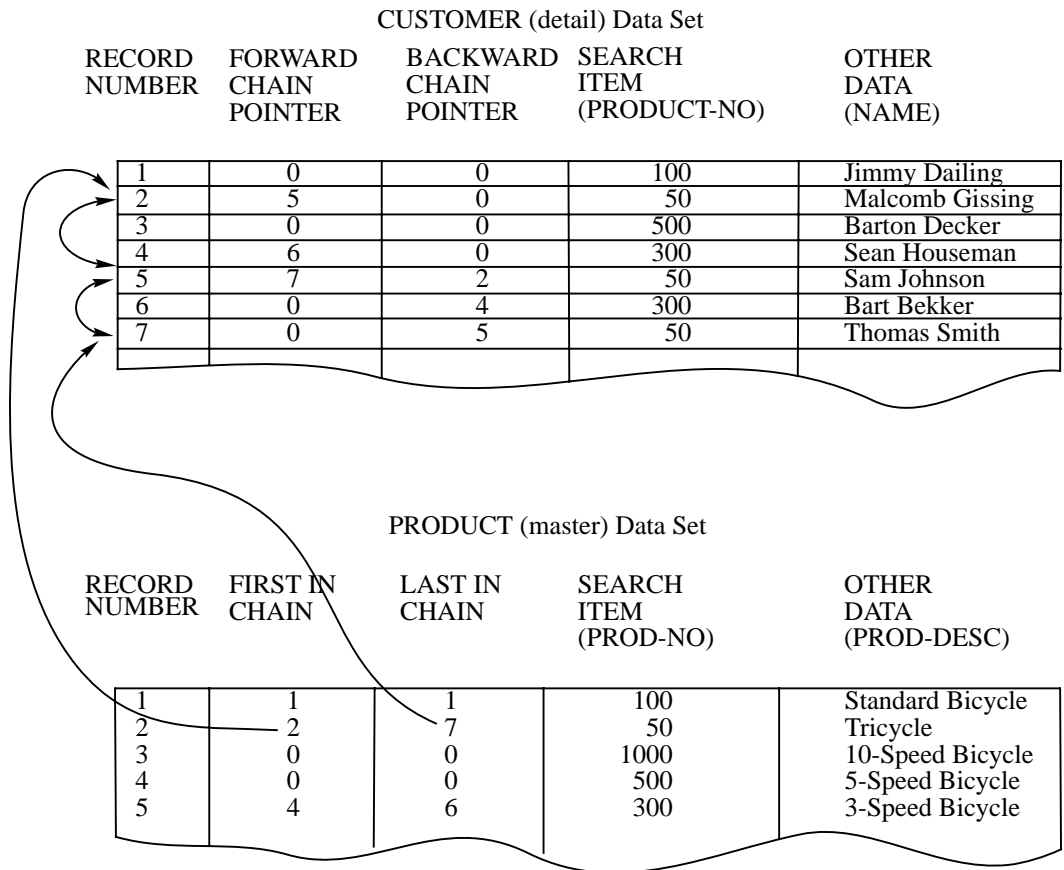 CUSTOMER (detail) Data Set
RECORD FORWARD BACKWARD SEARCH OTHER
NUMBER CHAIN CHAIN ITEM DATA
POINTER POINTER (PRODUCT-NO) (NAME)
1 0 0 100 Jimmy Dailing
2 5 0 50 Malcomb Gissing
3 0 0 500 Barton Decker
4 6 0 300 Sean Houseman
5 7 2 50 Sam Johnson
6 0 4 300 Bart Bekker
7 0 5 50 Thomas Smith
PRODUCT (master) Data Set
RECORD FIRST IN LAST IN SEARCH OTHER
NUMBER CHAIN CHAIN ITEM DATA
(PROD-NO) (PROD-DESC)
1 1 1 100 Standard Bicycle
2 2 7 50 Tricycle
3 0 0 1000 10-Speed Bicycle
4 0 0 500 5-Speed Bicycle
5 4 6 300 3-Speed Bicycle